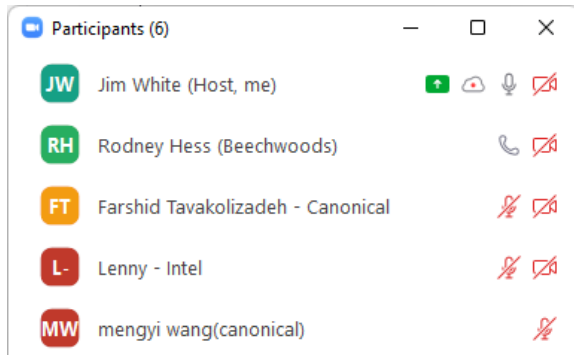 Participants (6)
JW Jim White (Host, me)
RH Rodney Hess (Beechwoods)
FT Farshid Tavakolizadeh - Canonical
L- Lenny - Intel
MW mengyi wang(canonical)